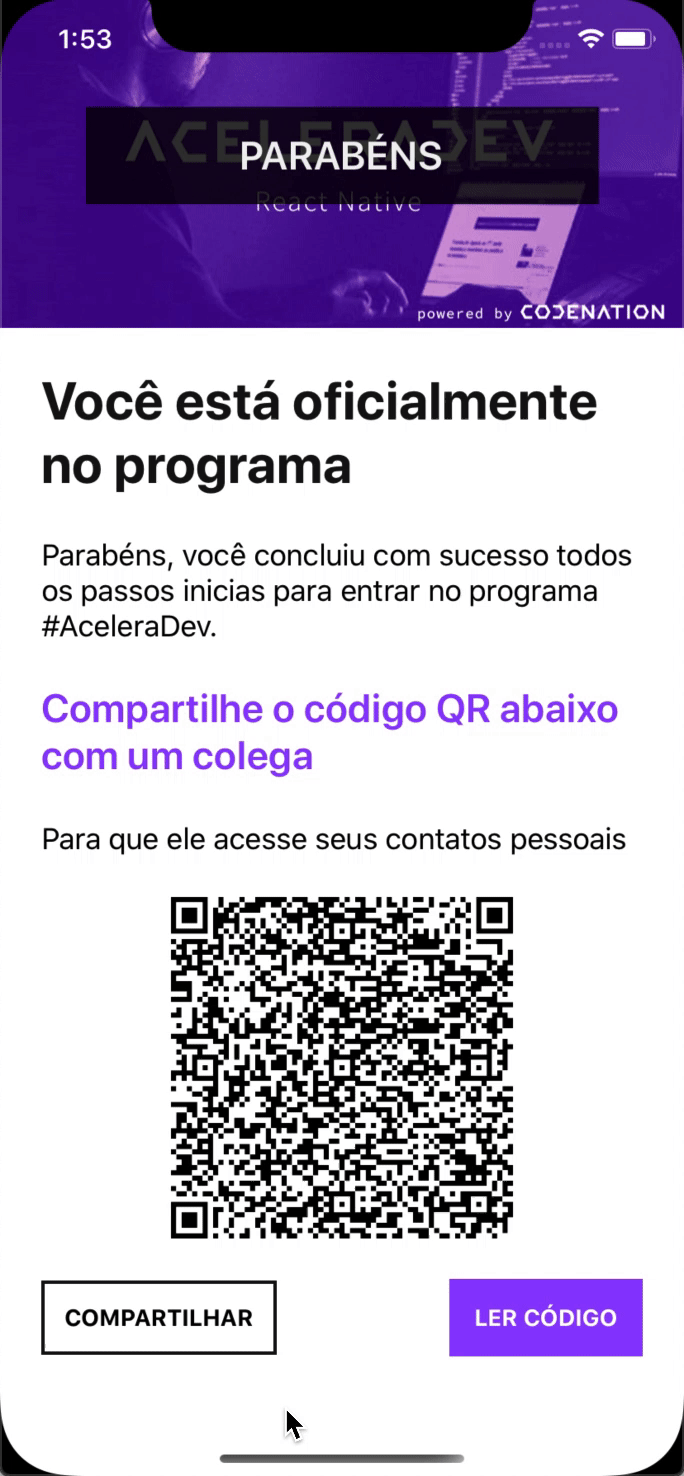 1:53
ACELERADEV
PARABÉNS
React Native
powered by CODENATION
Você está oficialmente
no programa
Parabéns, você concluiu com sucesso todos
os passos inicias para entrar no programa
#AceleraDev.
Compartilhe o código QR abaixo
com um colega
Para que ele acesse seus contatos pessoais
COMPARTILHAR
LER CÓDIGO